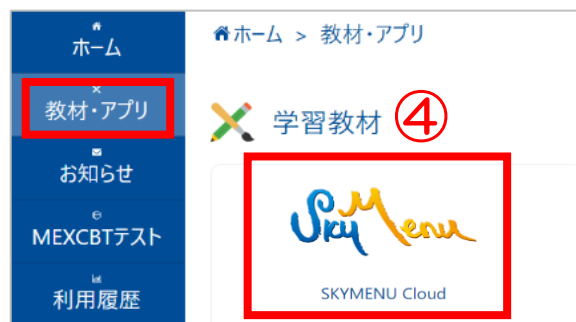 ホーム
教材・アプリ
お知らせ
MEXCBTテスト
利用履歴
ホーム > 教材・アプリ
学習教材 ④
SkyMenu
SKYMENU Cloud